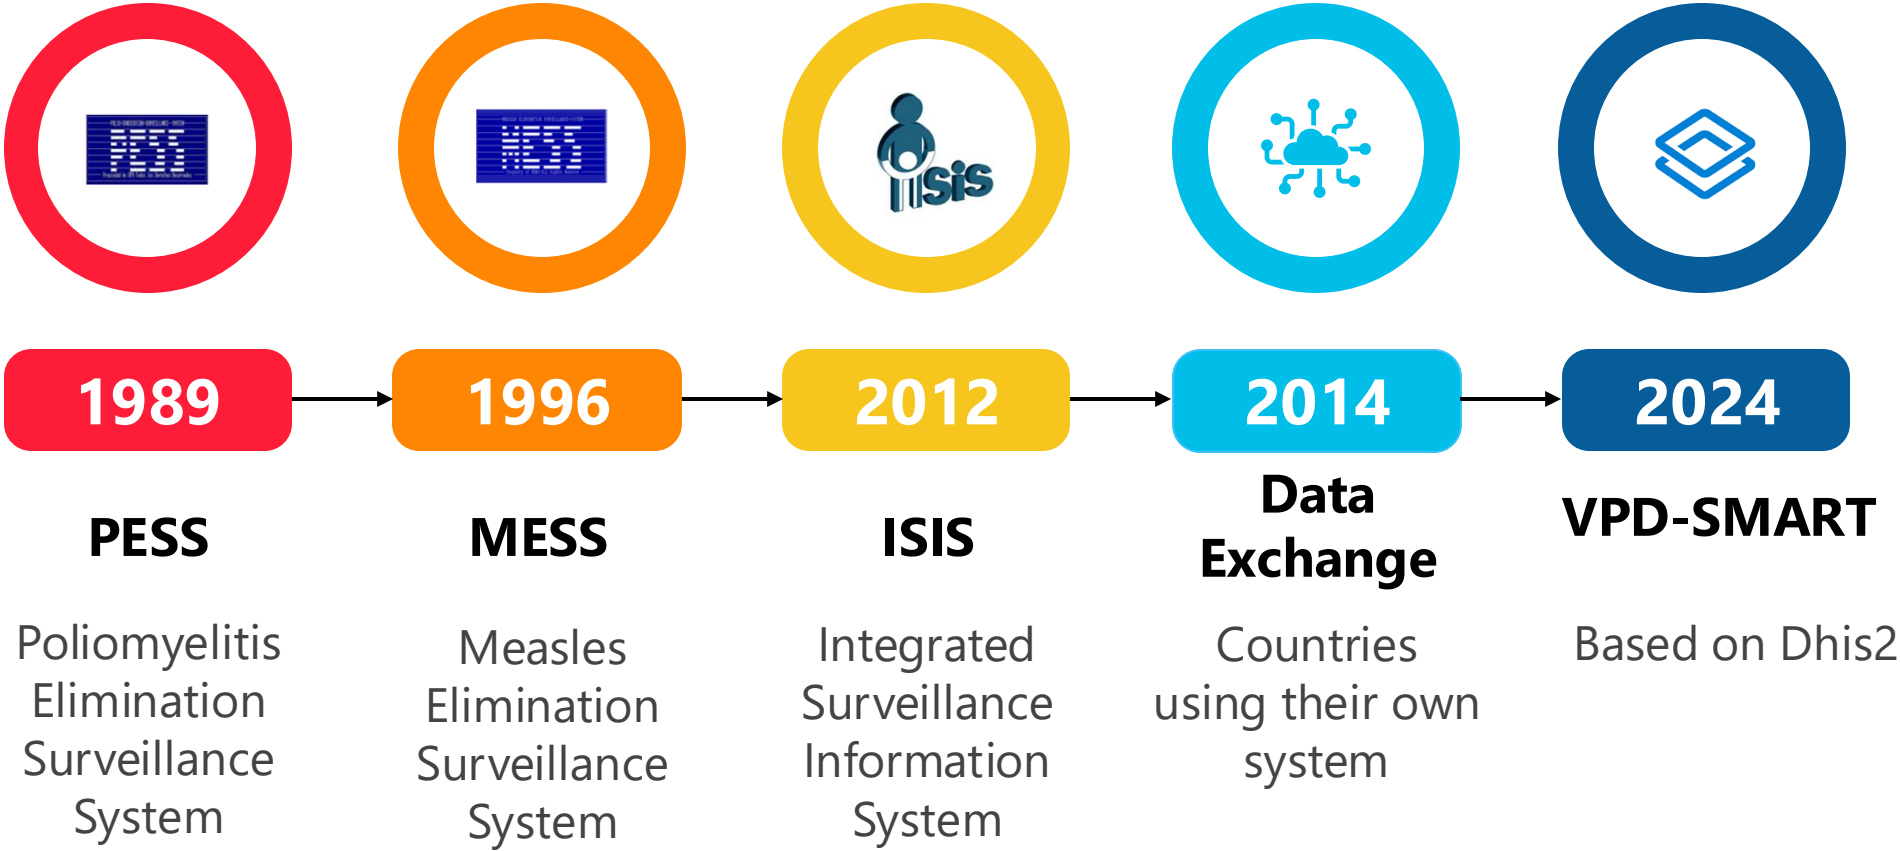 PESS
MESS
isis
1989
1996
2012
2014
2024
PESS
Poliomyelitis
Elimination
Surveillance
System
MESS
Measles
Elimination
Surveillance
System
ISIS
Integrated
Surveillance
Information
System
Data
Exchange
Countries
using their own
system
VPD-SMART
Based on Dhis2